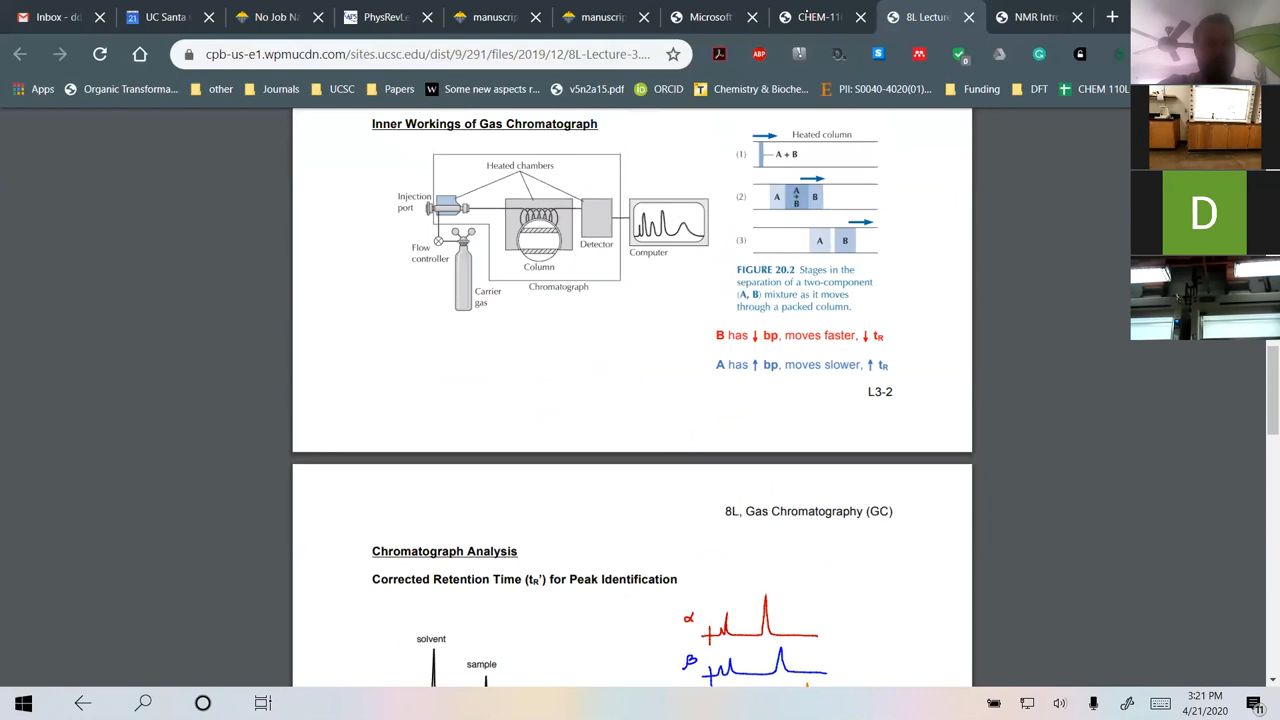 Inbox - dd
UC Santa C
No Job Na
PhysRevLe
manuscript
manuscript
Microsoft
CHEM-110
8L Lecture
NMR Intro
cpb-us-e1.wpmucdn.com/sites.ucsc.edu/dist/9/291/files/2019/12/8L-Lecture-3....
Apps
Organic Transforma...
other
Journals
UCSC
Papers
Some new aspects r...
v5n2a15.pdf
ORCID
Chemistry & Bioche...
PII: S0040-4020(01)...
Funding
DFT
CHEM 110L
Inner Workings of Gas Chromatograph
Heated chambers
Injection
port
Flow
controller
Column
Detector
Computer
Carrier
gas
Chromatograph
Heated column
(1)
A + B
(2)
A
A
+
B
B
(3)
A
B
FIGURE 20.2 Stages in the
separation of a two-component
(A, B) mixture as it moves
through a packed column.
B has ↓ bp, moves faster, ↓ tR
A has ↑ bp, moves slower, ↑ tR
L3-2
8L, Gas Chromatography (GC)
Chromatograph Analysis
Corrected Retention Time (tR') for Peak Identification
solvent
sample
α
β
D
3:21 PM
4/21/2020
11